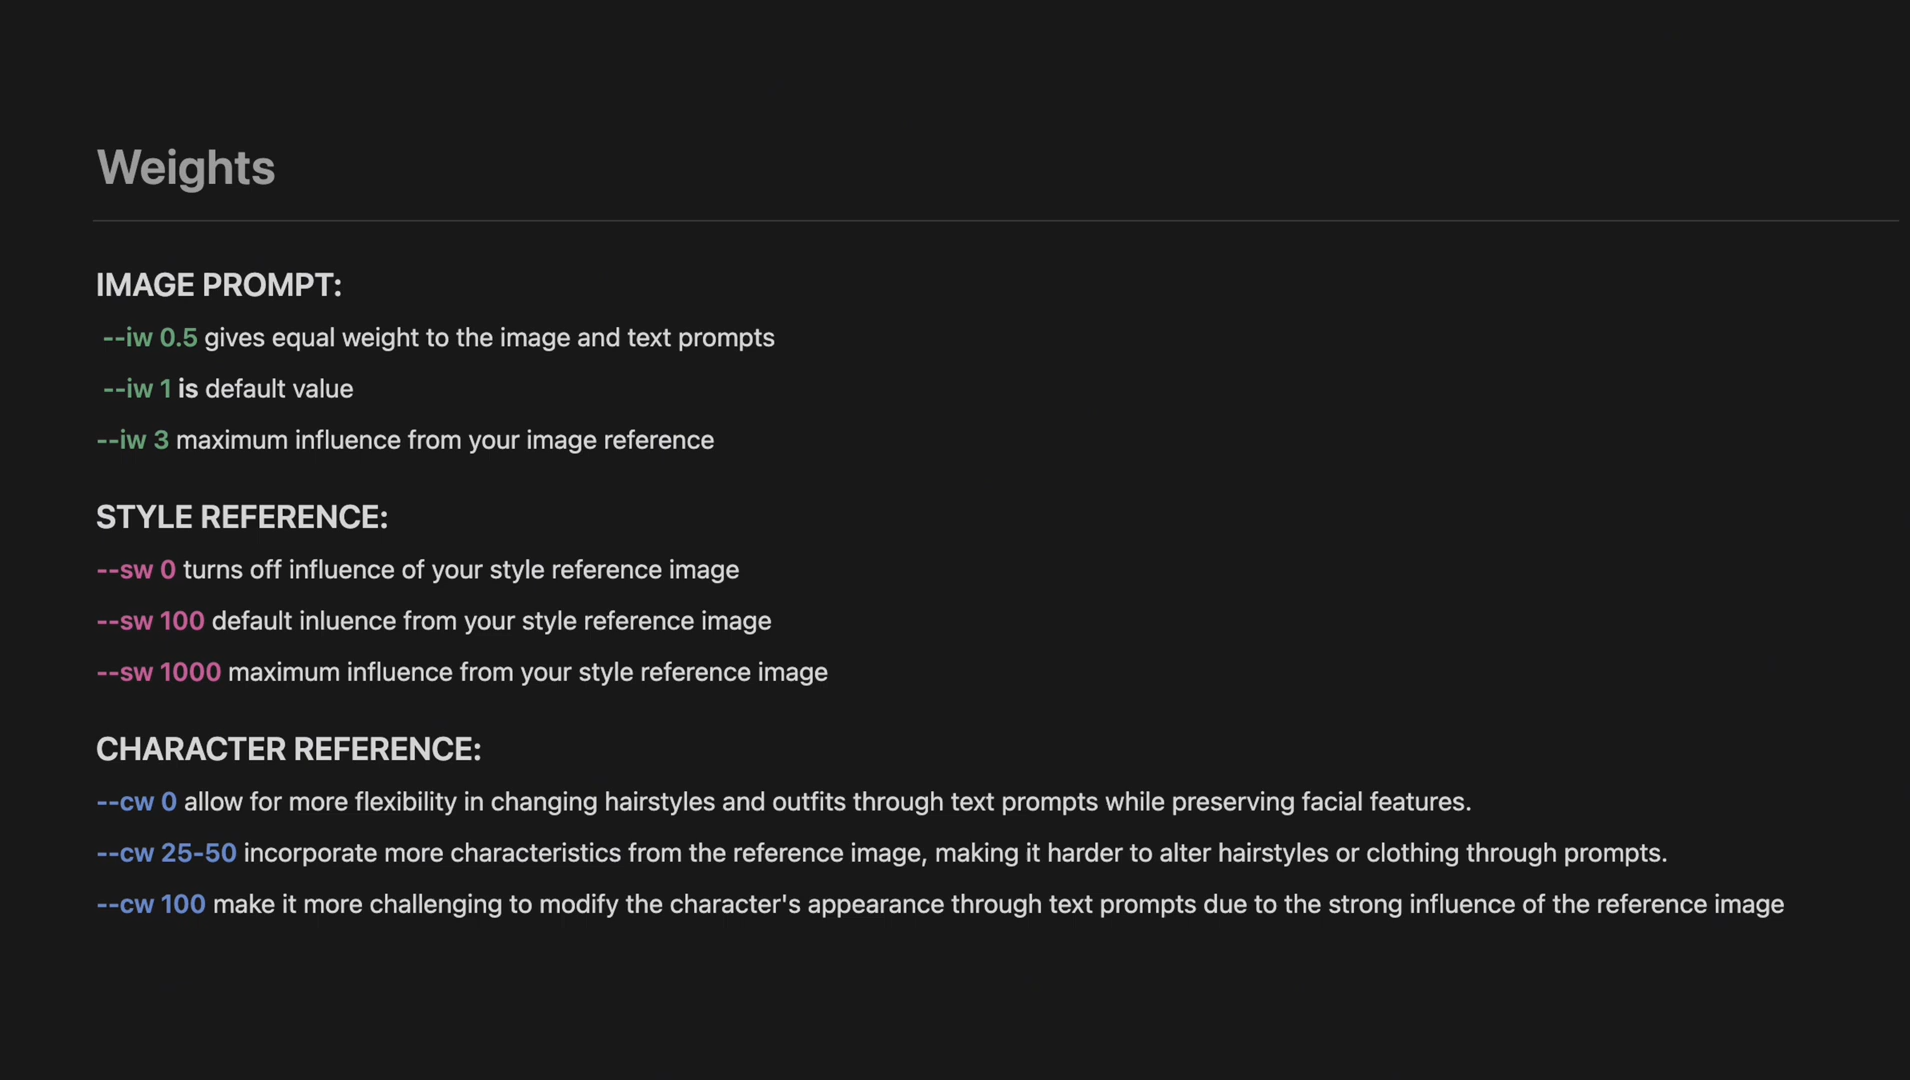 Weights
IMAGE PROMPT:
--iw 0.5 gives equal weight to the image and text prompts
--iw 1 is default value
--iw 3 maximum influence from your image reference
STYLE REFERENCE:
--sw 0 turns off influence of your style reference image
--sw 100 default inluence from your style reference image
--sw 1000 maximum influence from your style reference image
CHARACTER REFERENCE:
--cw 0 allow for more flexibility in changing hairstyles and outfits through text prompts while preserving facial features.
--cw 25-50 incorporate more characteristics from the reference image, making it harder to alter hairstyles or clothing through prompts.
--cw 100 make it more challenging to modify the character's appearance through text prompts due to the strong influence of the reference image